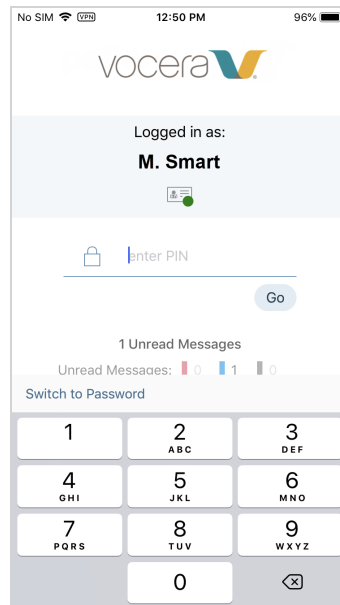 No SIM VPN 12:50 PM 96%
vocera
Logged in as:
M. Smart
enter PIN
Go
1 Unread Messages
Unread Messages: 0 1 0
Switch to Password
1 2 3
ABC DEF
4 5 6
GHI JKL MNO
7 8 9
PQRS TUV WXYZ
0